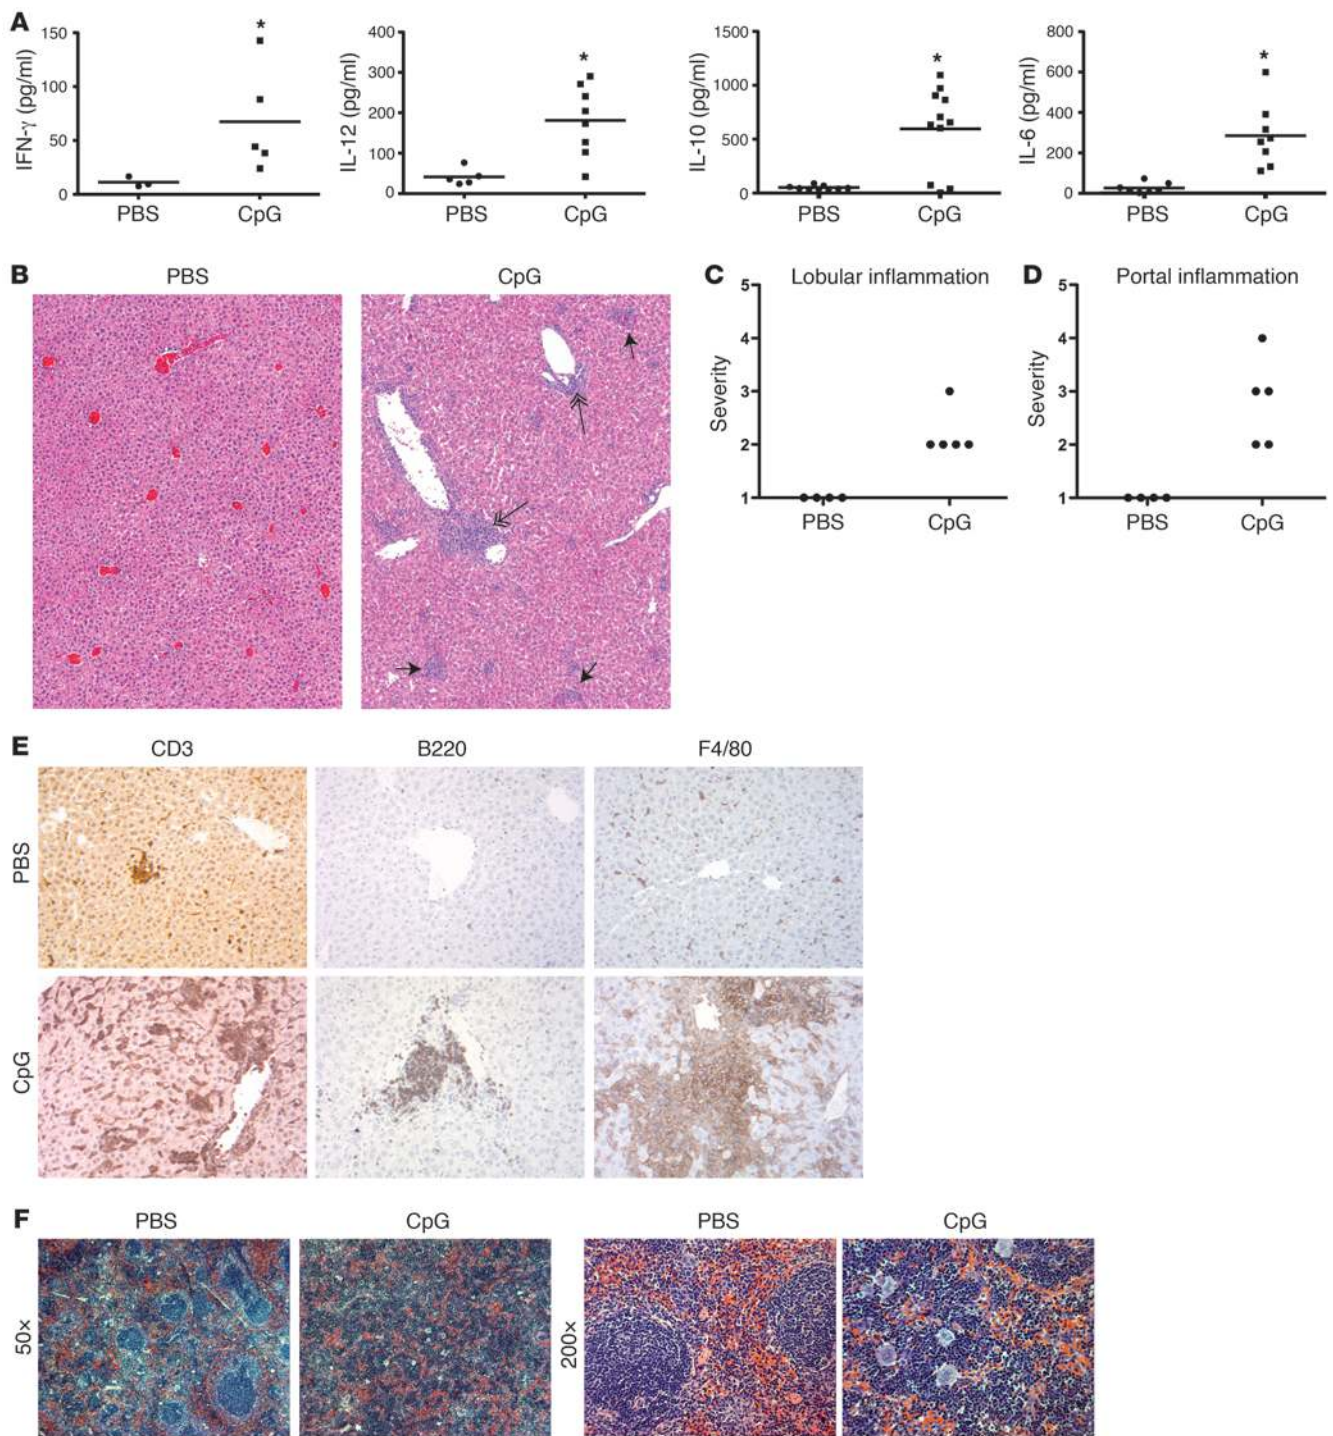 A
IFN-γ (pg/ml)
150
100
50
0
PBS
CpG
*
IL-12 (pg/ml)
400
300
200
100
0
PBS
CpG
*
IL-10 (pg/ml)
1500
1000
500
0
PBS
CpG
*
IL-6 (pg/ml)
800
600
400
200
0
PBS
CpG
*
B
PBS
CpG
C
Lobular inflammation
Severity
5
4
3
2
1
PBS
CpG
D
Portal inflammation
Severity
5
4
3
2
1
PBS
CpG
E
CD3
B220
F4/80
PBS
CpG
F
PBS
CpG
PBS
CpG
50×
200×